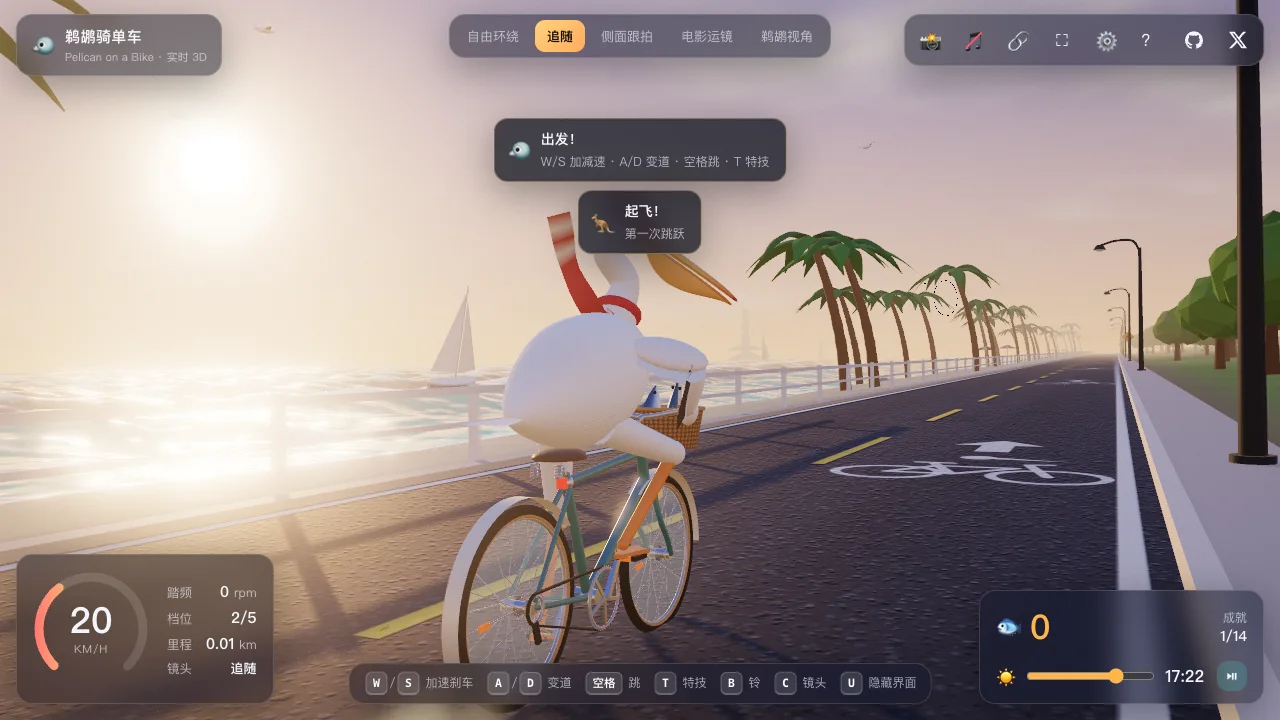 鹈鹕骑单车
Pelican on a Bike · 实时 3D
自由环绕 追随 侧面跟拍 电影运镜 鹈鹕视角
?
出发!
W/S 加减速 · A/D 变道 · 空格跳 · T 特技
起飞!
第一次跳跃
20
KM/H
踏频 0 rpm
档位 2/5
里程 0.01 km
镜头 追随
W / S 加速刹车 A / D 变道 空格 跳 T 特技 B 铃 C 镜头 U 隐藏界面
0
成就
1/14
17:22